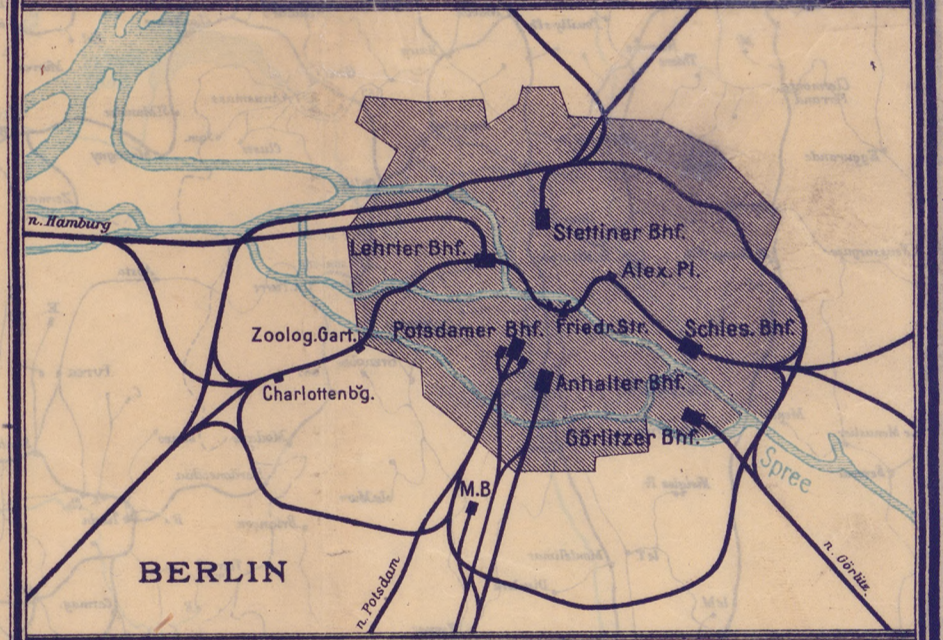 n. Hamburg
Stettiner Bhf.
Lehrter Bhf.
Alex. Pl.
Zoolog. Gart.
Potsdamer Bhf.
Friedr. Str.
Schles. Bhf.
Charlottenbg.
Anhalter Bhf.
Görlitzer Bhf.
Spree
M.B
BERLIN
n. Potsdam
n. Görlitz.